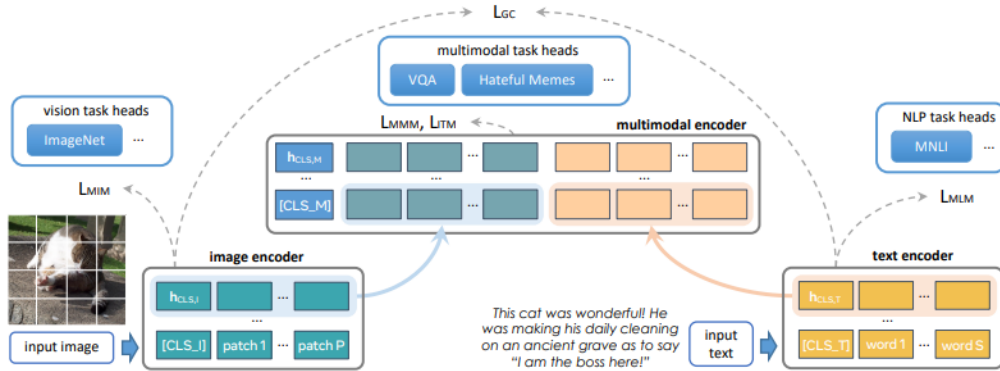 LGC
multimodal task heads
VQA Hateful Memes ...
vision task heads
ImageNet ...
NLP task heads
MNLI ...
LMMM, LITM
multimodal encoder
hCLS,M ...
... ... ...
[CLS_M] ... ...
LMIM
LMLM
image encoder
hCLS,I ...
...
[CLS_I] patch 1 ... patch P
input image
This cat was wonderful! He
was making his daily cleaning
on an ancient grave as to say
“I am the boss here!”
input
text
text encoder
hCLS,T ...
...
[CLS_T] word 1 ... word S